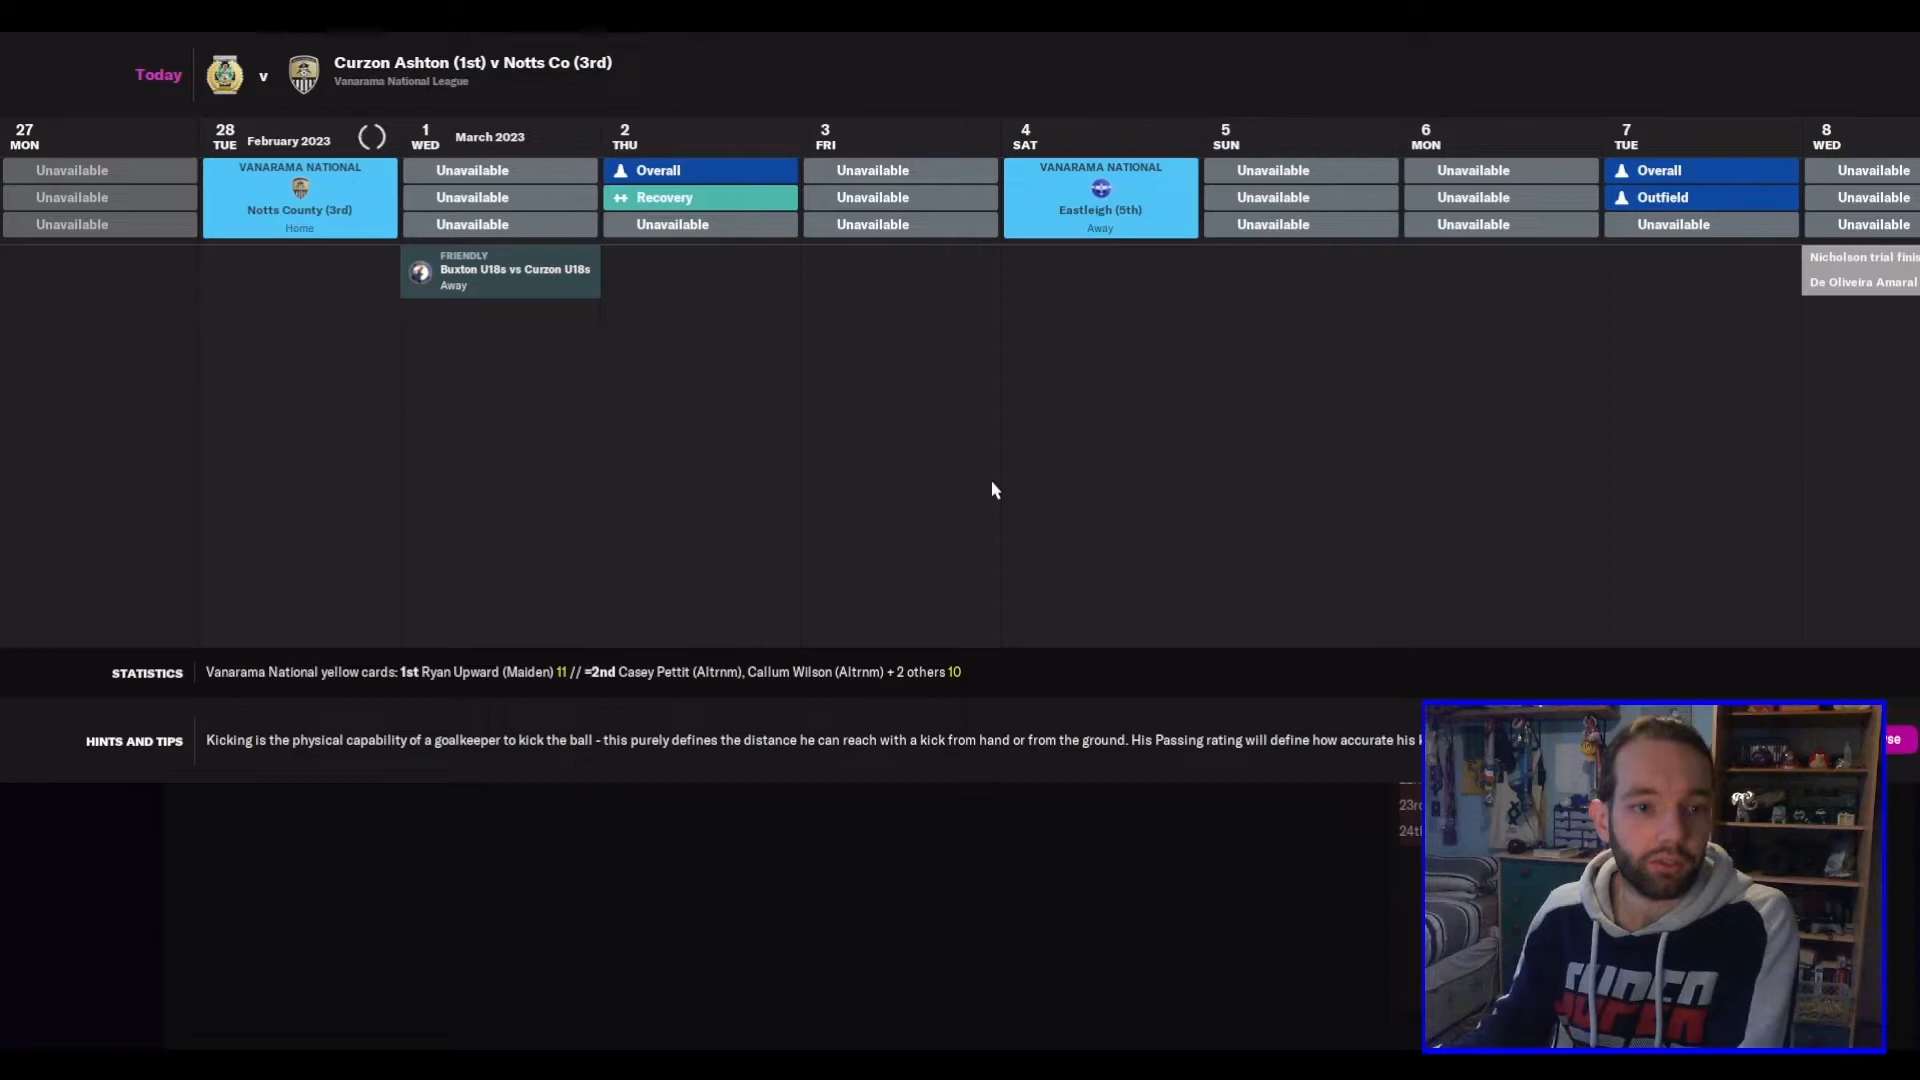 Today
v
Curzon Ashton (1st) v Notts Co (3rd)
Vanarama National League
27
MON
28
TUE February 2023
1
WED March 2023
2
THU
3
FRI
4
SAT
5
SUN
6
MON
7
TUE
8
WED
Unavailable
Unavailable
Unavailable
VANARAMA NATIONAL
Notts County (3rd)
Home
Unavailable
Unavailable
Unavailable
Overall
Recovery
Unavailable
Unavailable
Unavailable
Unavailable
VANARAMA NATIONAL
Eastleigh (5th)
Away
Unavailable
Unavailable
Unavailable
Unavailable
Unavailable
Unavailable
Overall
Outfield
Unavailable
Unavailable
Unavailable
Unavailable
FRIENDLY
Buxton U18s vs Curzon U18s
Away
Nicholson trial finis
De Oliveira Amaral
STATISTICS
Vanarama National yellow cards: 1st Ryan Upward (Maiden) 11 // =2nd Casey Pettit (Altrnm), Callum Wilson (Altrnm) + 2 others 10
HINTS AND TIPS
Kicking is the physical capability of a goalkeeper to kick the ball - this purely defines the distance he can reach with a kick from hand or from the ground. His Passing rating will define how accurate his k
se
23r
24t